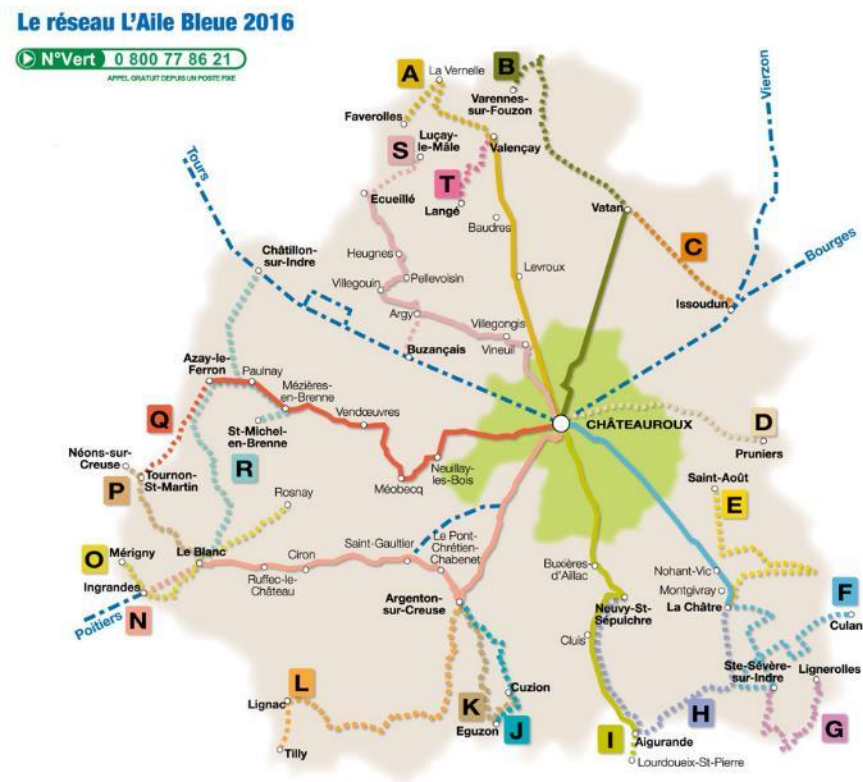 Le réseau L'Aile Bleue 2016
N°Vert 0 800 77 86 21
APPEL GRATUIT DEPUIS UN POSTE FIXE
A
La Vernelle
B
Varennes-
sur-Fouzon
Vierzon
Faverolles
Luçay-
le-Mâle
Valençay
S
T
Tours
Ecueillé
Langé
Vatan
Baudres
C
Bourges
Châtillon-
sur-Indre
Heugnes
Levroux
Pellevoisin
Villegouin
Issoudun
Argy
Villegongis
Vineuil
Buzançais
Azay-le-
Ferron
Paulnay
Mézières-
en-Brenne
Q
St-Michel-
en-Brenne
Vendœuvres
CHÂTEAUROUX
D
Pruniers
Néons-sur-
Creuse
R
Neuillay-
les-Bois
Méobecq
Tournon-
St-Martin
P
Saint-Août
E
Rosnay
O
Mérigny
Le Blanc
Ciron
Saint-Gaultier
Le Pont-
Chrétien-
Chabenet
Buxières-
d'Aillac
Nohant-Vic
Montgivray
Ingrandes
Ruffec-le-
Château
N
Poitiers
Argenton-
sur-Creuse
Neuvy-St-
Sépulchre
La Châtre
F
Culan
Cluis
Ste-Sévère-
sur-Indre
Lignerolles
L
Lignac
K
Cuzion
H
G
Eguzon
J
I
Aigurande
Tilly
Lourdoueix-St-Pierre